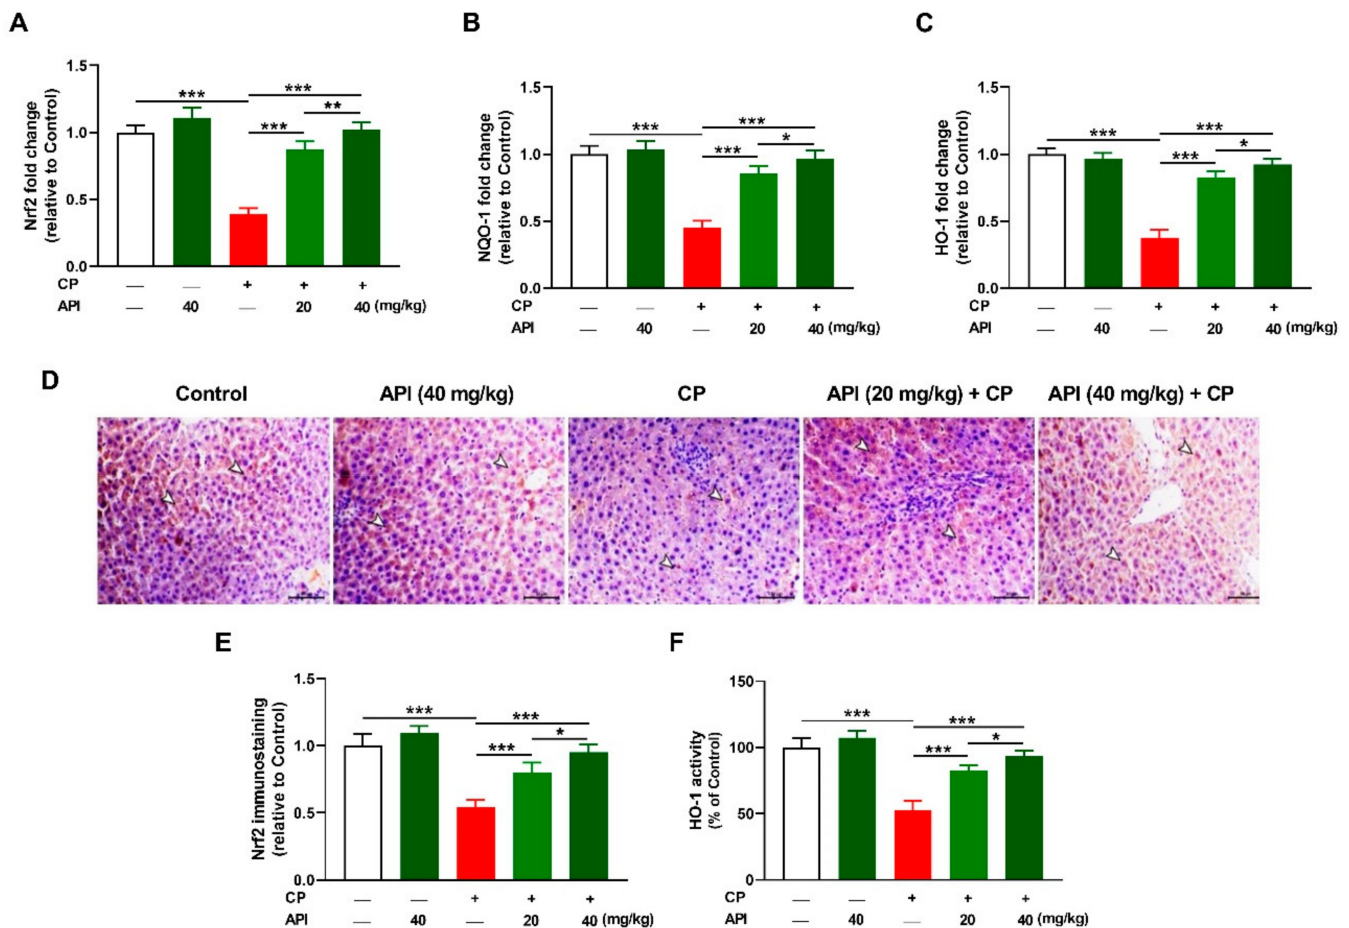 A
Nrf2 fold change
(relative to Control)
1.5
1.0
0.5
0.0
*** *** ** ***
CP — — + + +
API — 40 — 20 40 (mg/kg)
B
NQO-1 fold change
(relative to Control)
1.5
1.0
0.5
0.0
*** *** * ***
CP — — + + +
API — 40 — 20 40 (mg/kg)
C
HO-1 fold change
(relative to Control)
1.5
1.0
0.5
0.0
*** *** * ***
CP — — + + +
API — 40 — 20 40 (mg/kg)
D
Control API (40 mg/kg) CP API (20 mg/kg) + CP API (40 mg/kg) + CP
E
Nrf2 immunostaining
(relative to Control)
1.5
1.0
0.5
0.0
*** *** * ***
CP — — + + +
API — 40 — 20 40 (mg/kg)
F
HO-1 activity
(% of Control)
150
100
50
0
*** *** * ***
CP — — + + +
API — 40 — 20 40 (mg/kg)